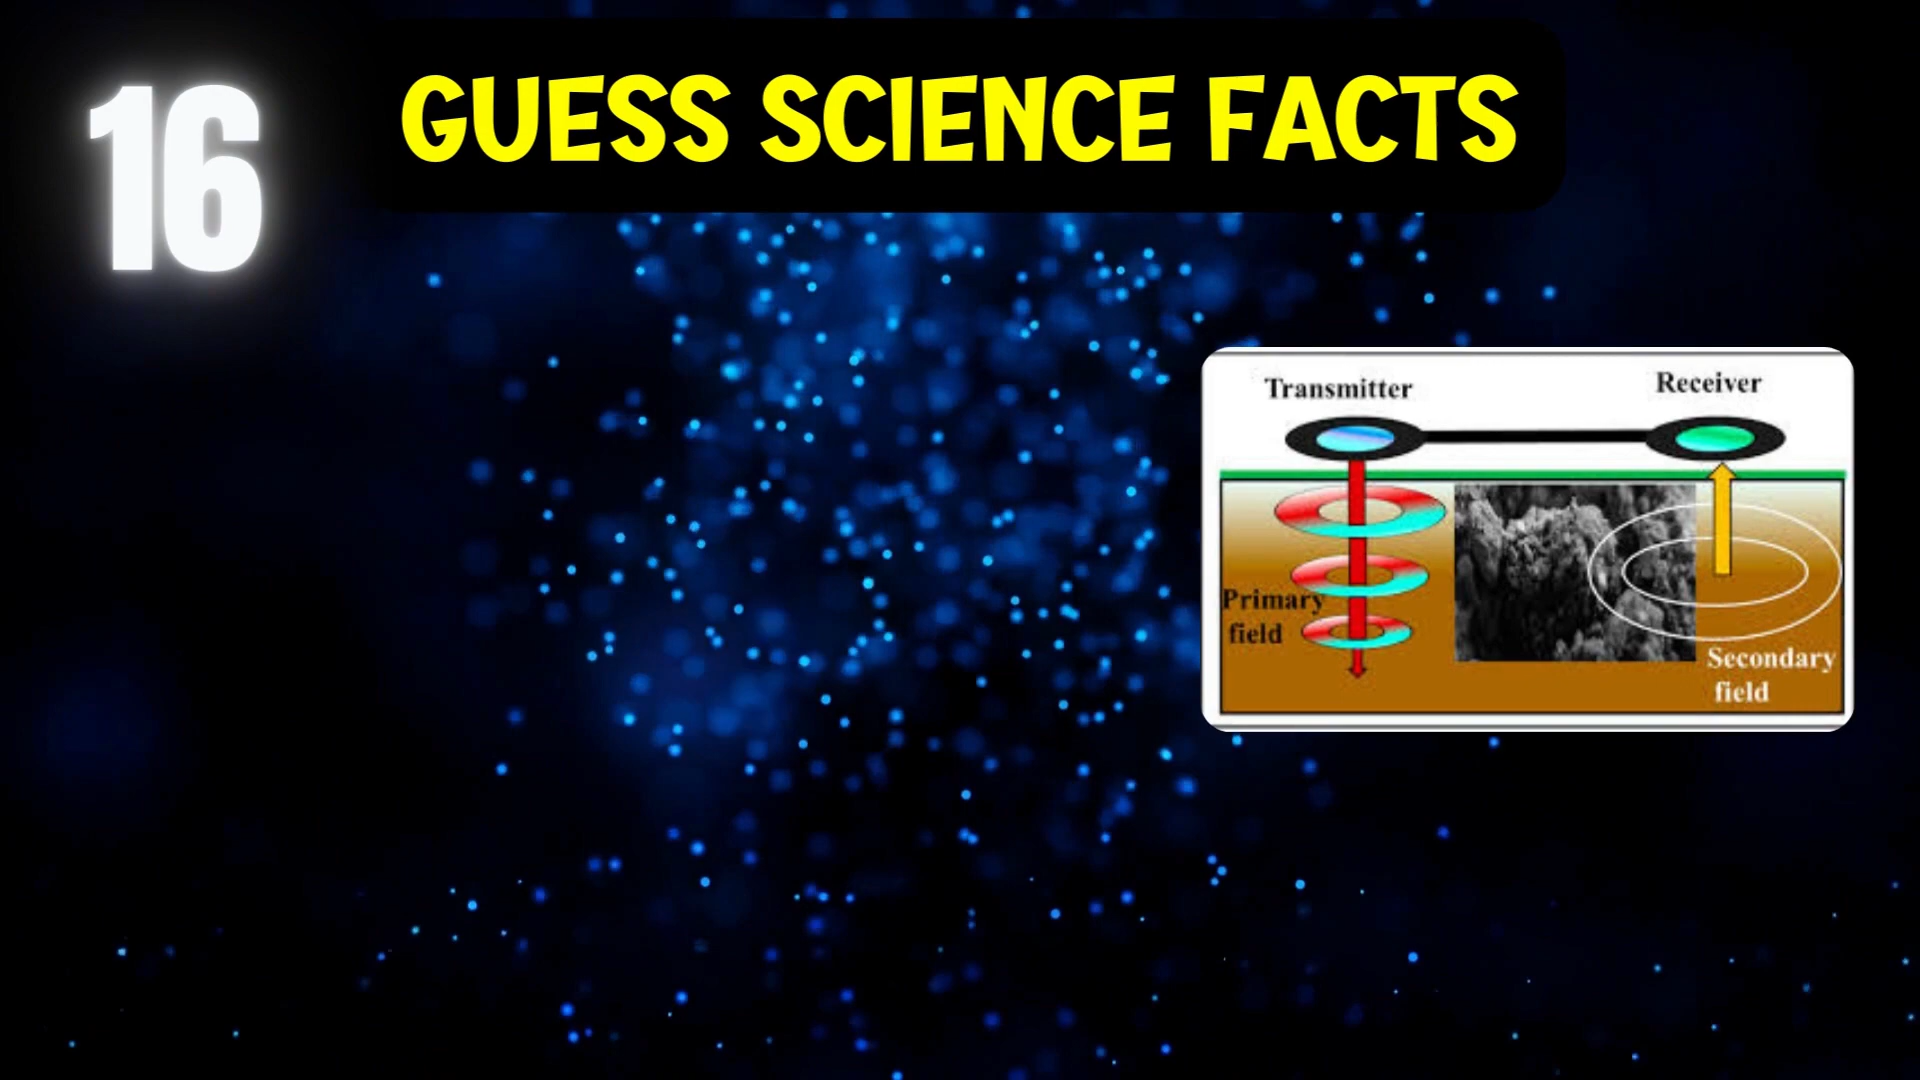 16
GUESS SCIENCE FACTS
Transmitter
Receiver
Primary
field
Secondary
field